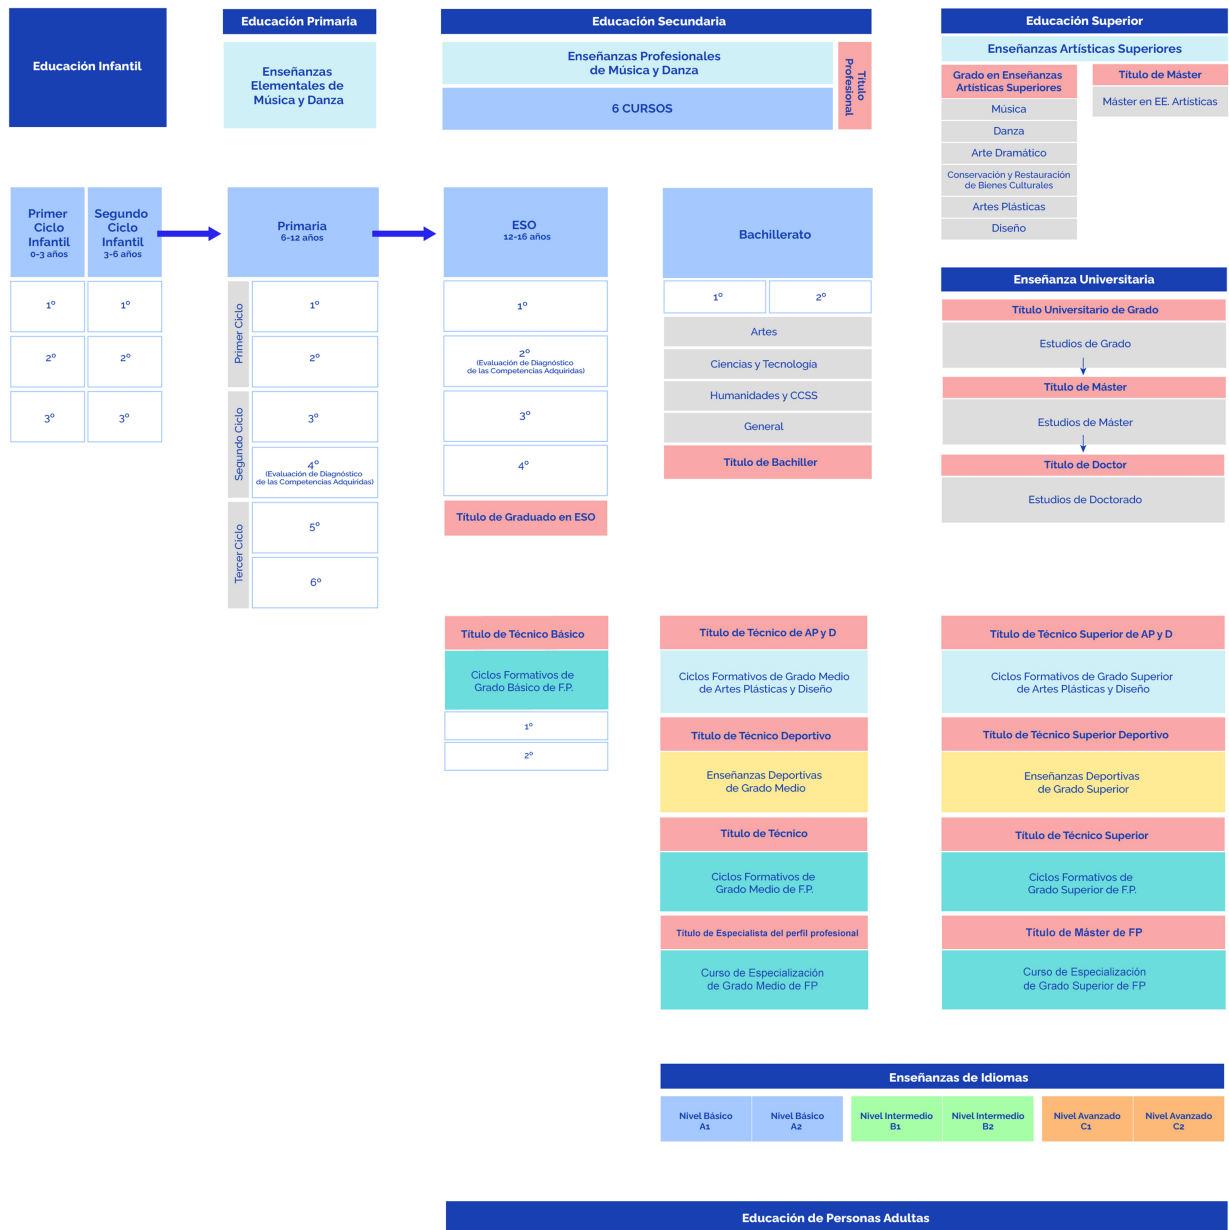 Educación Infantil
Educación Primaria
Enseñanzas
Elementales de
Música y Danza
Educación Secundaria
Enseñanzas Profesionales
de Música y Danza
6 CURSOS
Título
Profesional
Educación Superior
Enseñanzas Artísticas Superiores
Grado en Enseñanzas
Artísticas Superiores
Música
Danza
Arte Dramático
Conservación y Restauración
de Bienes Culturales
Artes Plásticas
Diseño
Título de Máster
Máster en EE. Artísticas
Primer
Ciclo
Infantil
0-3 años
1º
2º
3º
Segundo
Ciclo
Infantil
3-6 años
1º
2º
3º
Primaria
6-12 años
Primer Ciclo
1º
2º
Segundo Ciclo
3º
4º
(Evaluación de Diagnóstico
de las Competencias Adquiridas)
Tercer Ciclo
5º
6º
ESO
12-16 años
1º
2º
(Evaluación de Diagnóstico
de las Competencias Adquiridas)
3º
4º
Título de Graduado en ESO
Bachillerato
1º
2º
Artes
Ciencias y Tecnología
Humanidades y CCSS
General
Título de Bachiller
Enseñanza Universitaria
Título Universitario de Grado
Estudios de Grado
Título de Máster
Estudios de Máster
Título de Doctor
Estudios de Doctorado
Título de Técnico Básico
Ciclos Formativos de
Grado Básico de F.P.
1º
2º
Título de Técnico de AP y D
Ciclos Formativos de Grado Medio
de Artes Plásticas y Diseño
Título de Técnico Deportivo
Enseñanzas Deportivas
de Grado Medio
Título de Técnico
Ciclos Formativos de
Grado Medio de F.P.
Título de Especialista del perfil profesional
Curso de Especialización
de Grado Medio de FP
Título de Técnico Superior de AP y D
Ciclos Formativos de Grado Superior
de Artes Plásticas y Diseño
Título de Técnico Superior Deportivo
Enseñanzas Deportivas
de Grado Superior
Título de Técnico Superior
Ciclos Formativos de
Grado Superior de F.P.
Título de Máster de FP
Curso de Especialización
de Grado Superior de FP
Enseñanzas de Idiomas
Nivel Básico
A1
Nivel Básico
A2
Nivel Intermedio
B1
Nivel Intermedio
B2
Nivel Avanzado
C1
Nivel Avanzado
C2
Educación de Personas Adultas